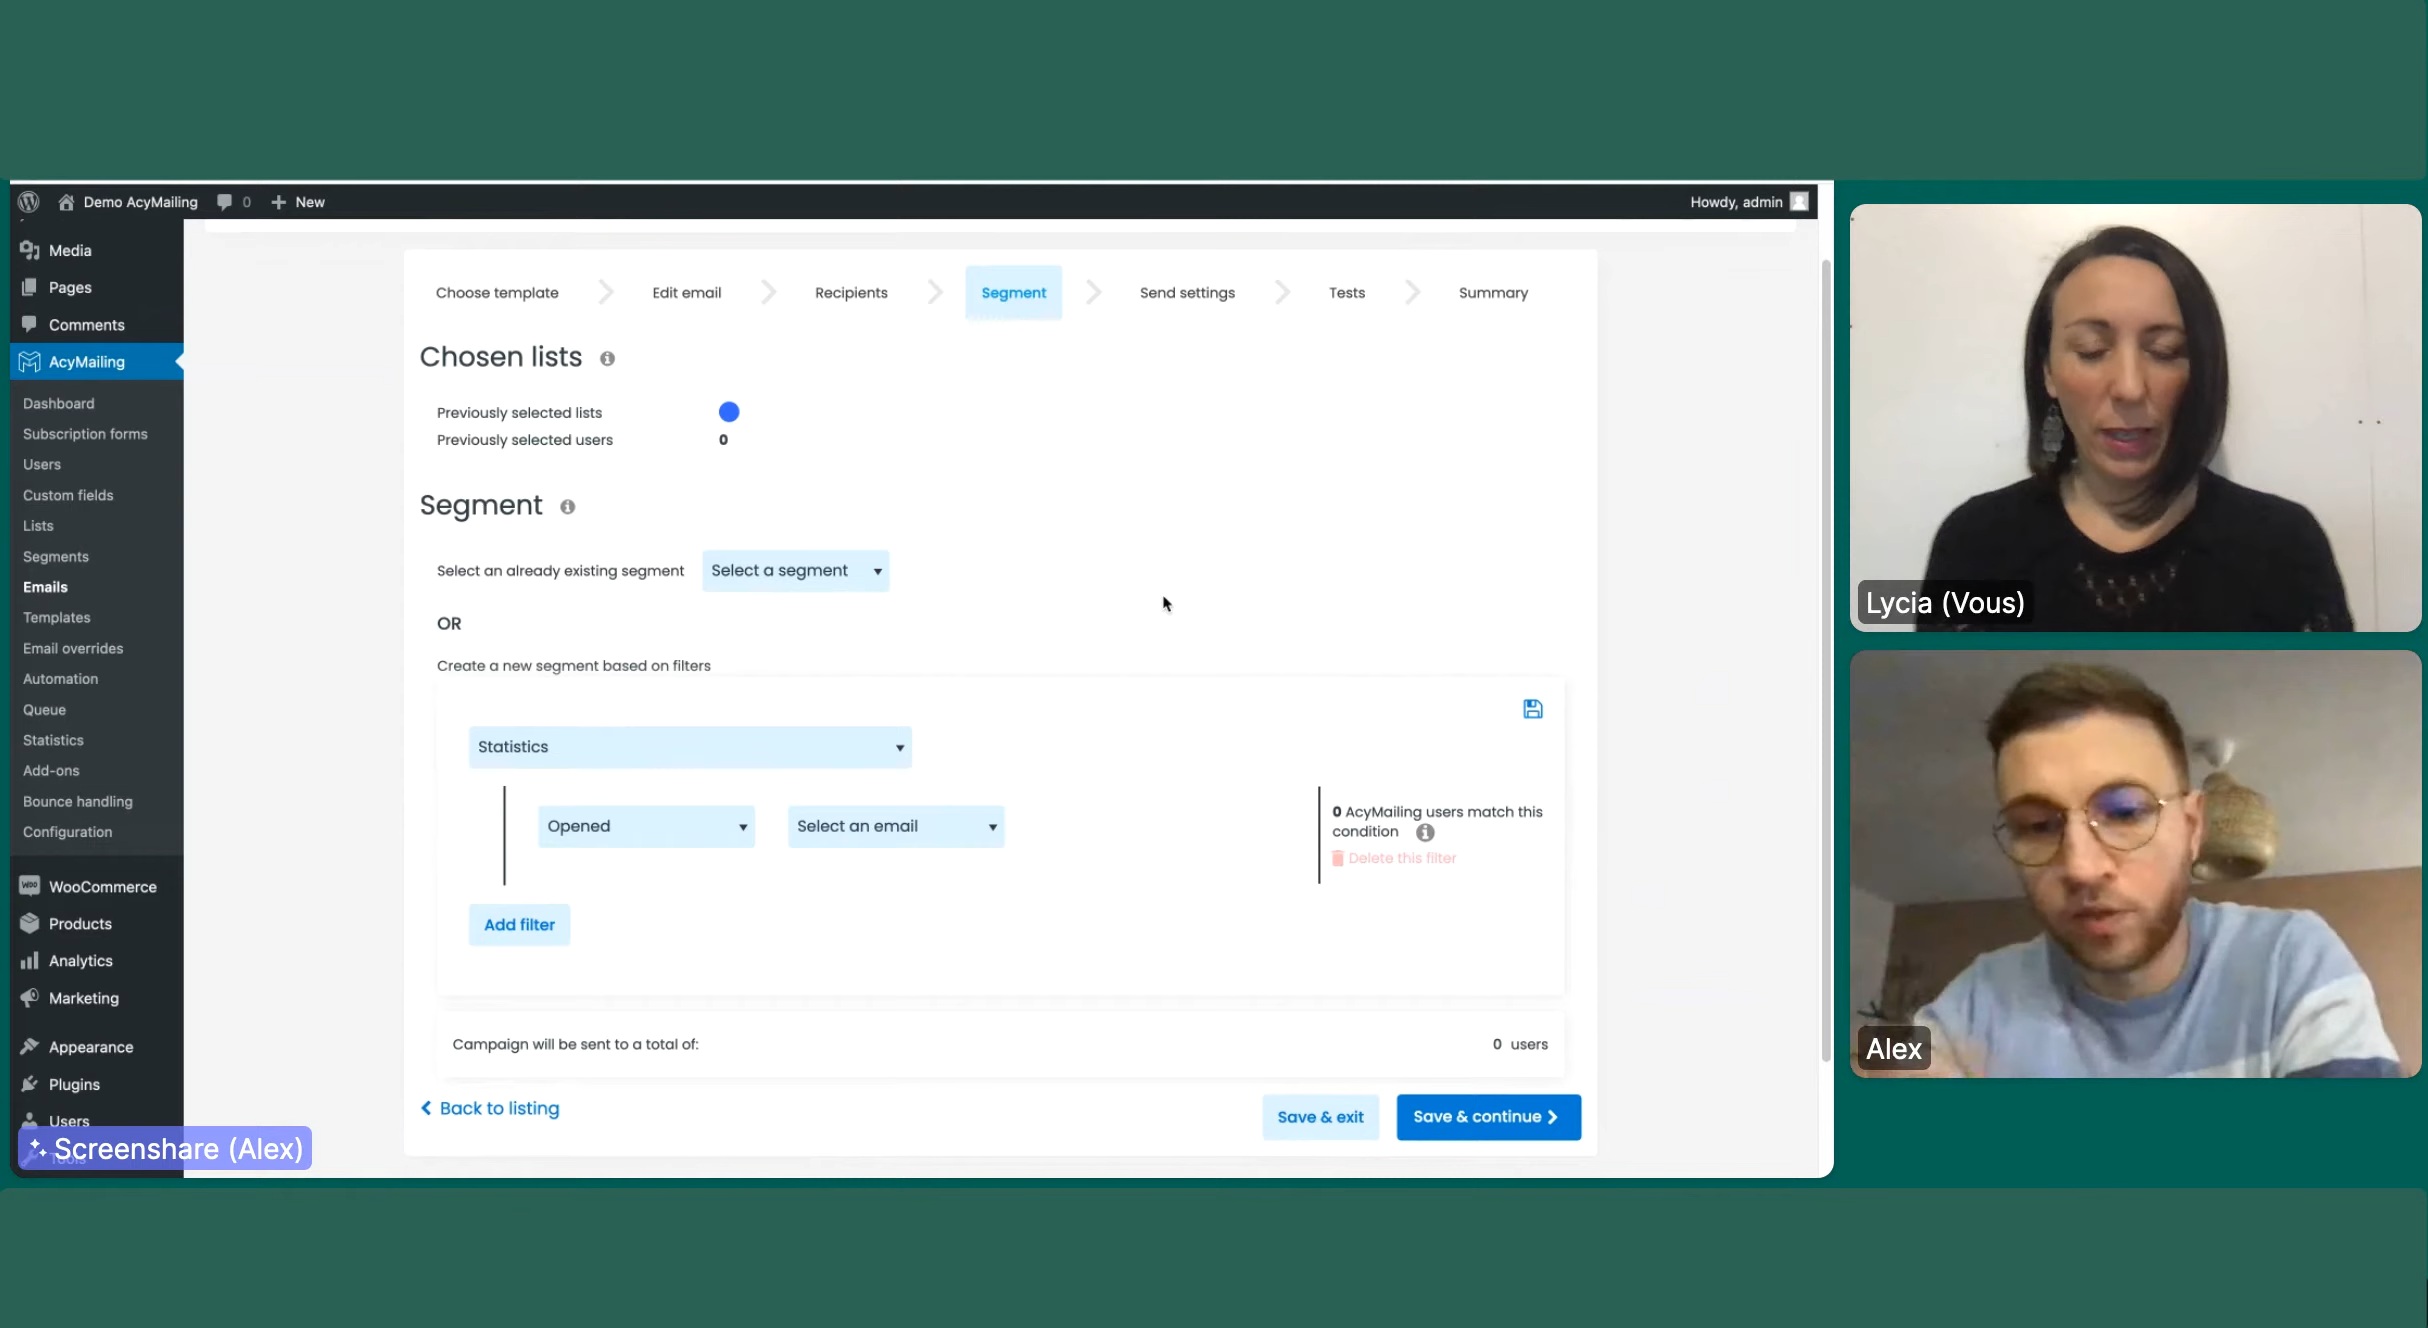 Demo AcyMailing 0 New
Howdy, admin
Media
Pages
Comments
AcyMailing
Dashboard
Subscription forms
Users
Custom fields
Lists
Segments
Emails
Templates
Email overrides
Automation
Queue
Statistics
Add-ons
Bounce handling
Configuration
WooCommerce
Products
Analytics
Marketing
Appearance
Plugins
Users
Tools
Screenshare (Alex)
Choose template Edit email Recipients Segment Send settings Tests Summary
Chosen lists
Previously selected lists
Previously selected users 0
Segment
Select an already existing segment Select a segment
OR
Create a new segment based on filters
Statistics
Opened Select an email
0 AcyMailing users match this
condition
Delete this filter
Add filter
Campaign will be sent to a total of: 0 users
Back to listing
Save & exit
Save & continue
Lycia (Vous)
Alex